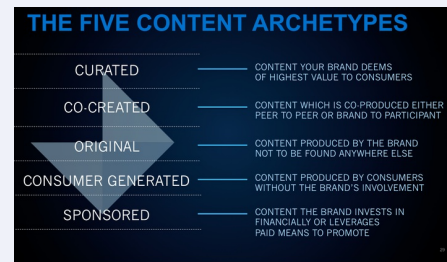 THE FIVE CONTENT ARCHETYPES
CURATED
CONTENT YOUR BRAND DEEMS
OF HIGHEST VALUE TO CONSUMERS
CO-CREATED
CONTENT WHICH IS CO-PRODUCED EITHER
PEER TO PEER OR BRAND TO PARTICIPANT
ORIGINAL
CONTENT PRODUCED BY THE BRAND
NOT TO BE FOUND ANYWHERE ELSE
CONSUMER GENERATED
CONTENT PRODUCED BY CONSUMERS
WITHOUT THE BRAND'S INVOLVEMENT
SPONSORED
CONTENT THE BRAND INVESTS IN
FINANCIALLY OR LEVERAGES
PAID MEANS TO PROMOTE